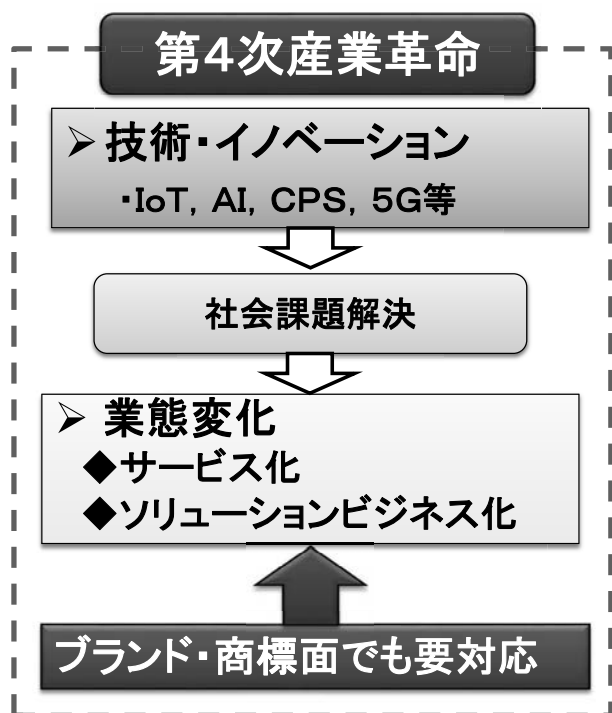 第4次産業革命
➢ 技術・イノベーション
・IoT, AI, CPS, 5G等
社会課題解決
➢ 業態変化
◆サービス化
◆ソリューションビジネス化
ブランド・商標面でも要対応